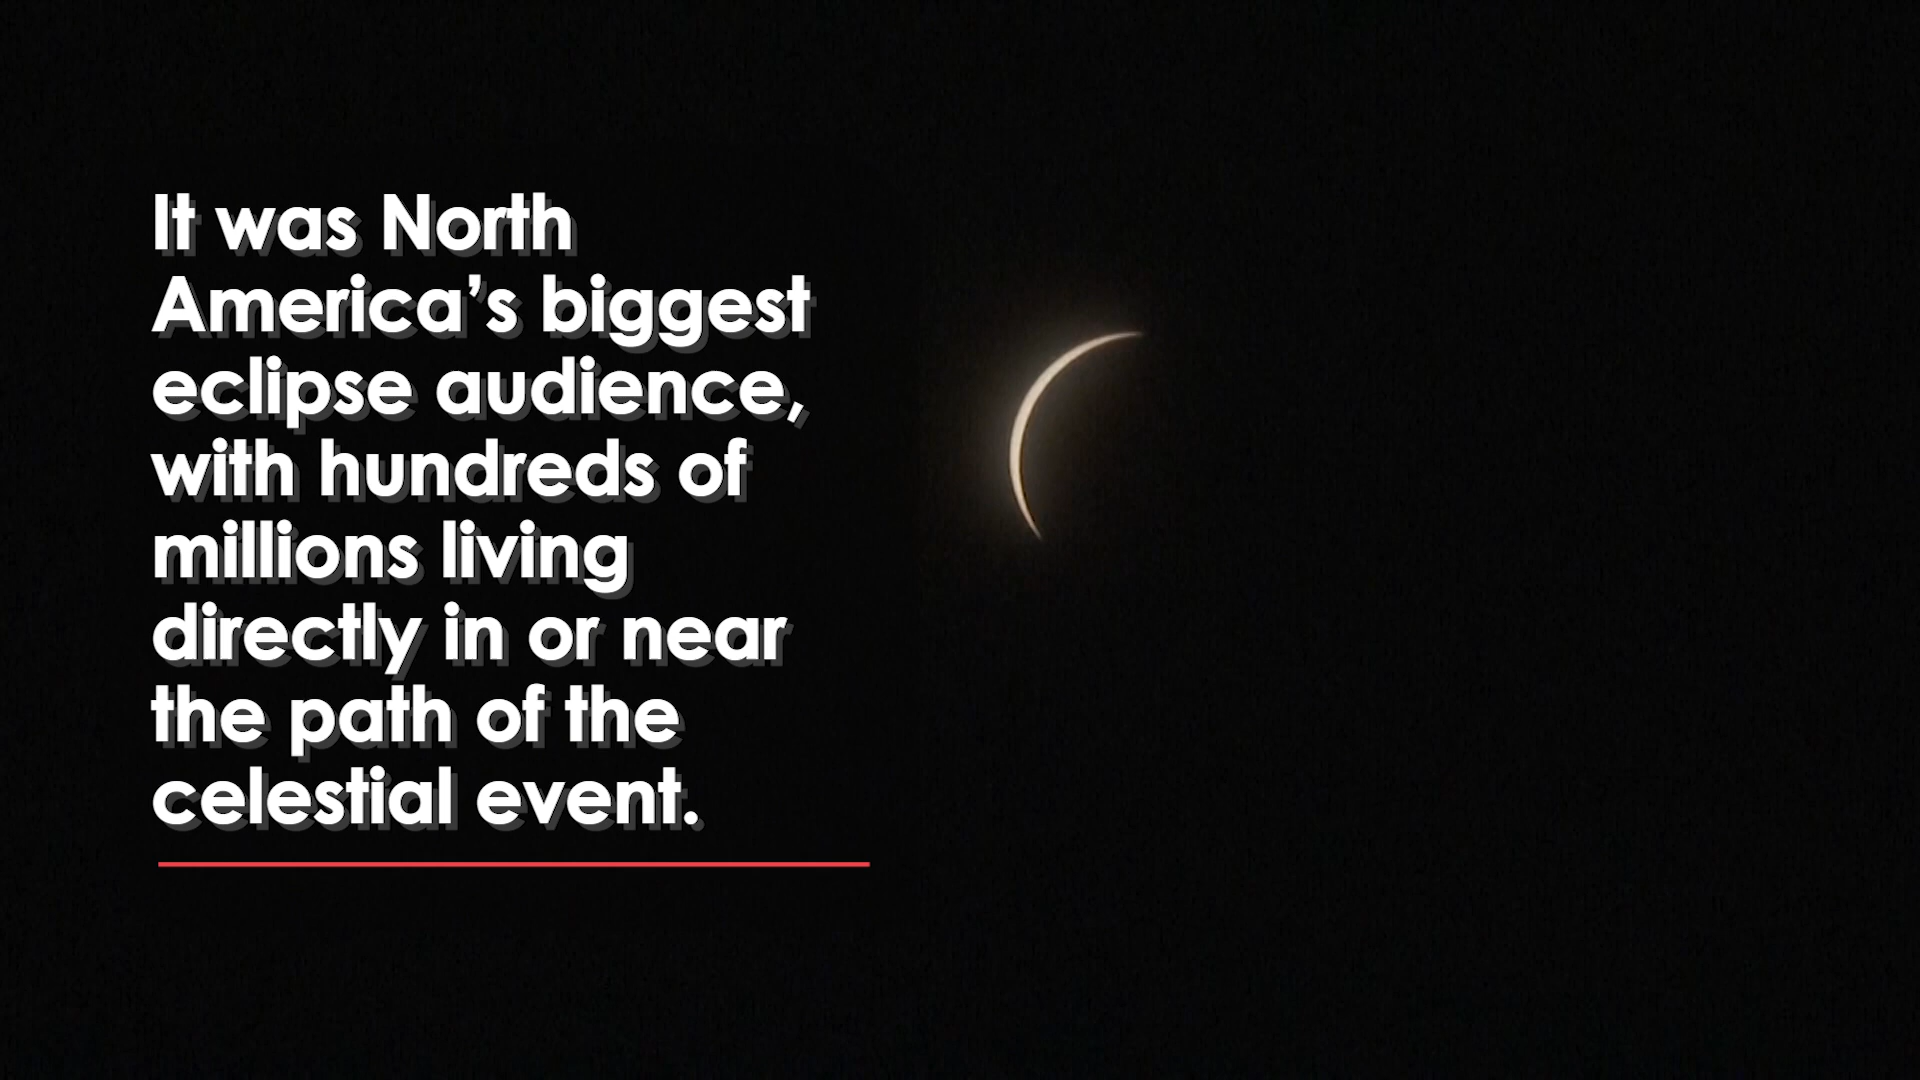 It was North
America’s biggest
eclipse audience,
with hundreds of
millions living
directly in or near
the path of the
celestial event.